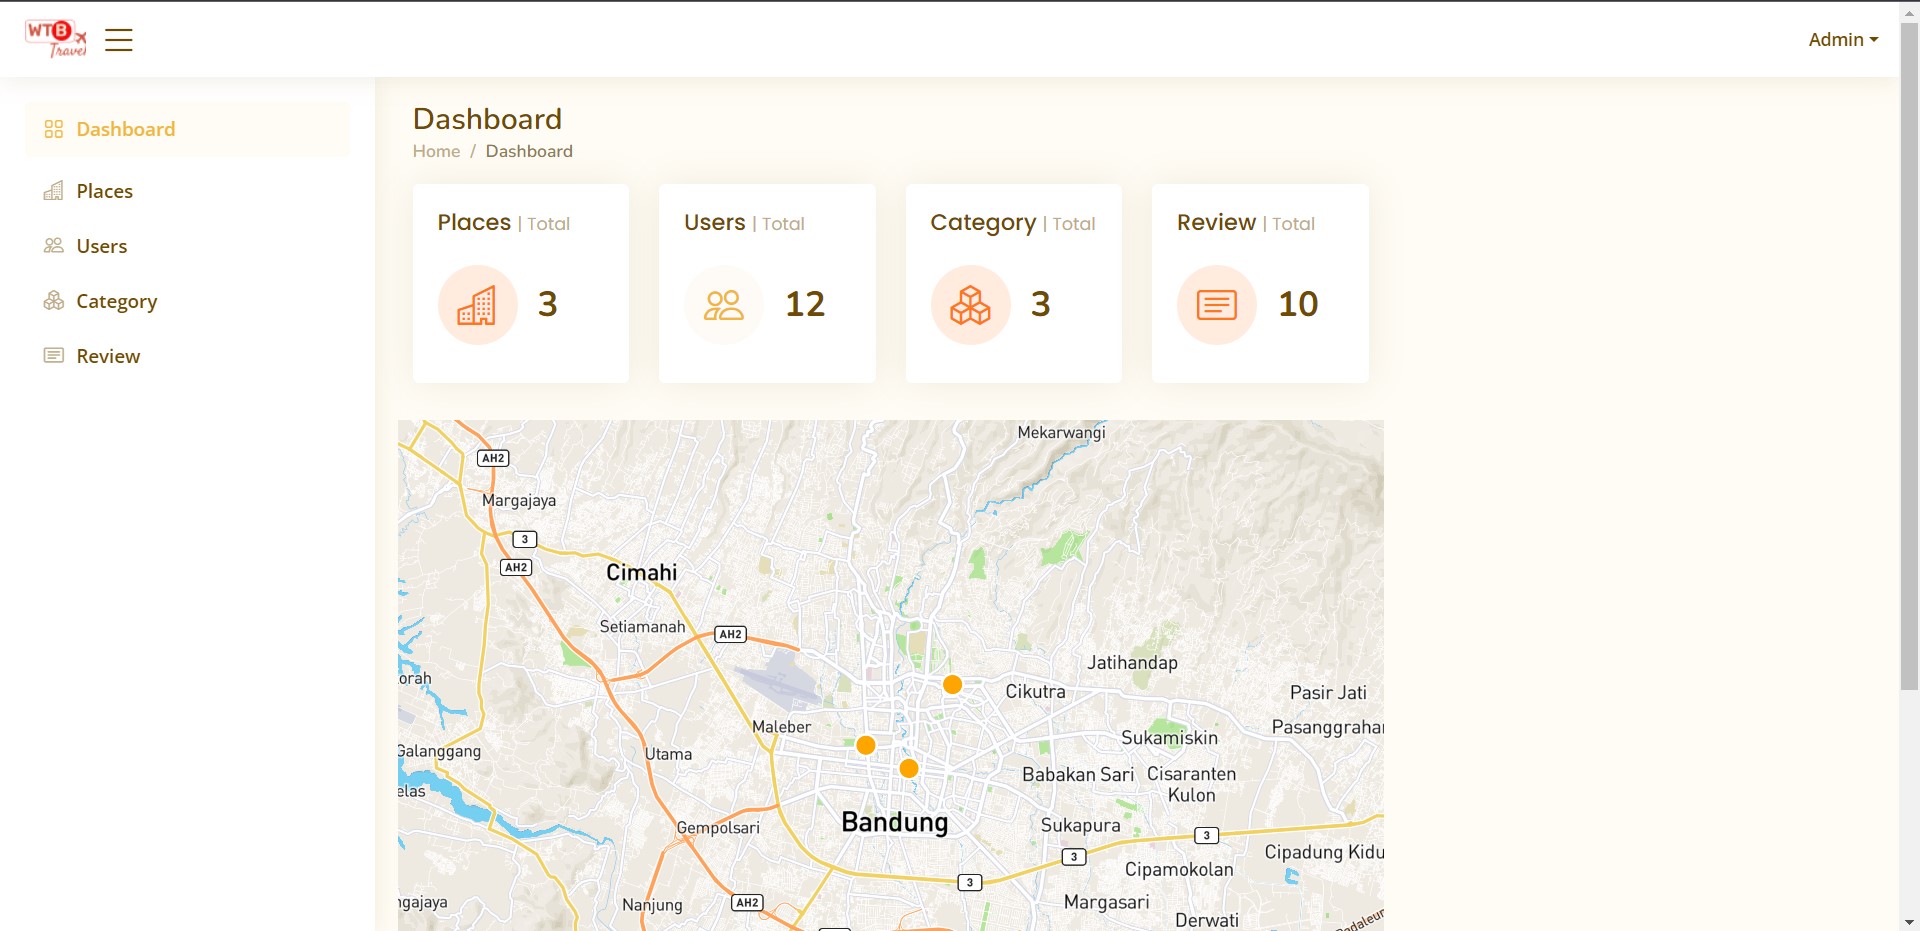 WTB
Travel
Admin
Dashboard
Places
Users
Category
Review
Dashboard
Home / Dashboard
Places | Total
3
Users | Total
12
Category | Total
3
Review | Total
10
Mekarwangi
AH2
Margajaya
3
AH2
Cimahi
Setiamanah
AH2
Jatihandap
orah
Cikutra
Pasir Jati
Maleber
Pasanggrahan
Sukamiskin
Galanggang
Utama
Babakan Sari
Cisaranten
Kulon
elas
Bandung
Gempolsari
Sukapura
3
3
Cipadung Kidu
Cipamokolan
3
ngajaya
Nanjung
AH2
Margasari
Derwati